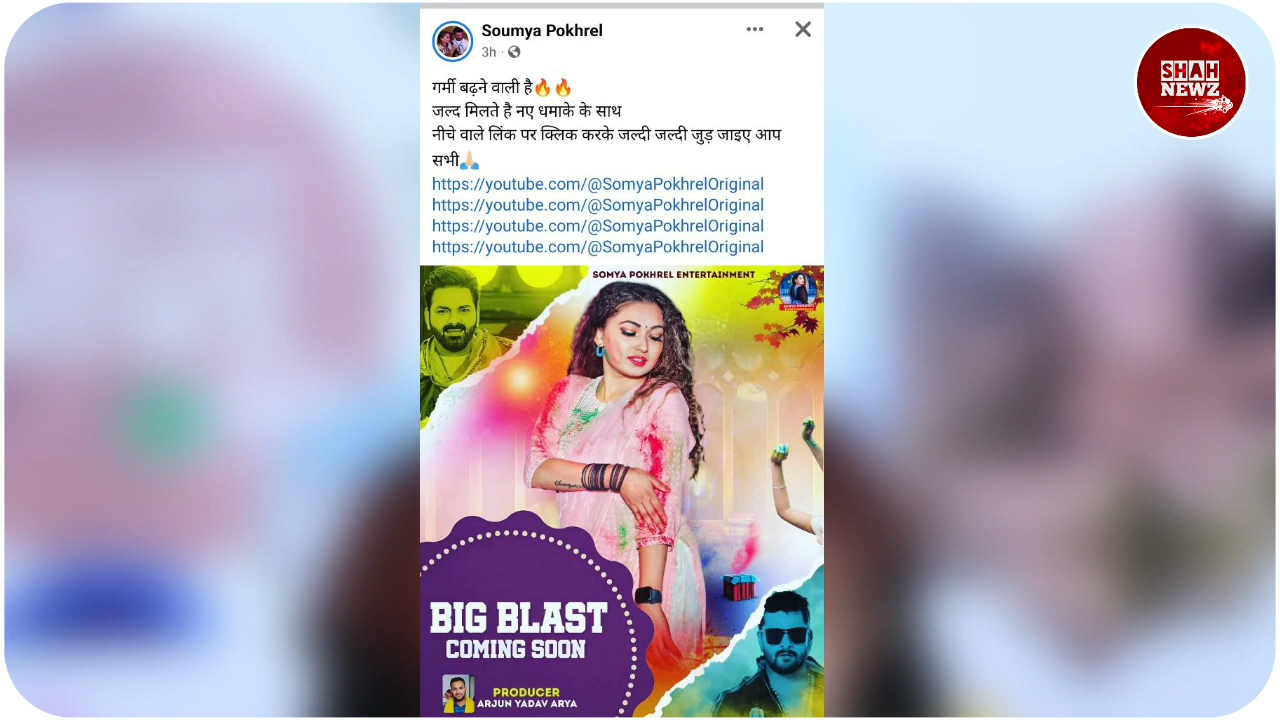 Soumya Pokhrel
3h
गर्मी बढ़ने वाली है🔥🔥
जल्द मिलते है नए धमाके के साथ
नीचे वाले लिंक पर क्लिक करके जल्दी जल्दी जुड़ जाइए आप
सभी🙏🏻
https://youtube.com/@SomyaPokhrelOriginal
https://youtube.com/@SomyaPokhrelOriginal
https://youtube.com/@SomyaPokhrelOriginal
https://youtube.com/@SomyaPokhrelOriginal
SHAH
NEWZ
SOMYA POKHREL ENTERTAINMENT
BIG BLAST
COMING SOON
PRODUCER
ARJUN YADAV ARYA